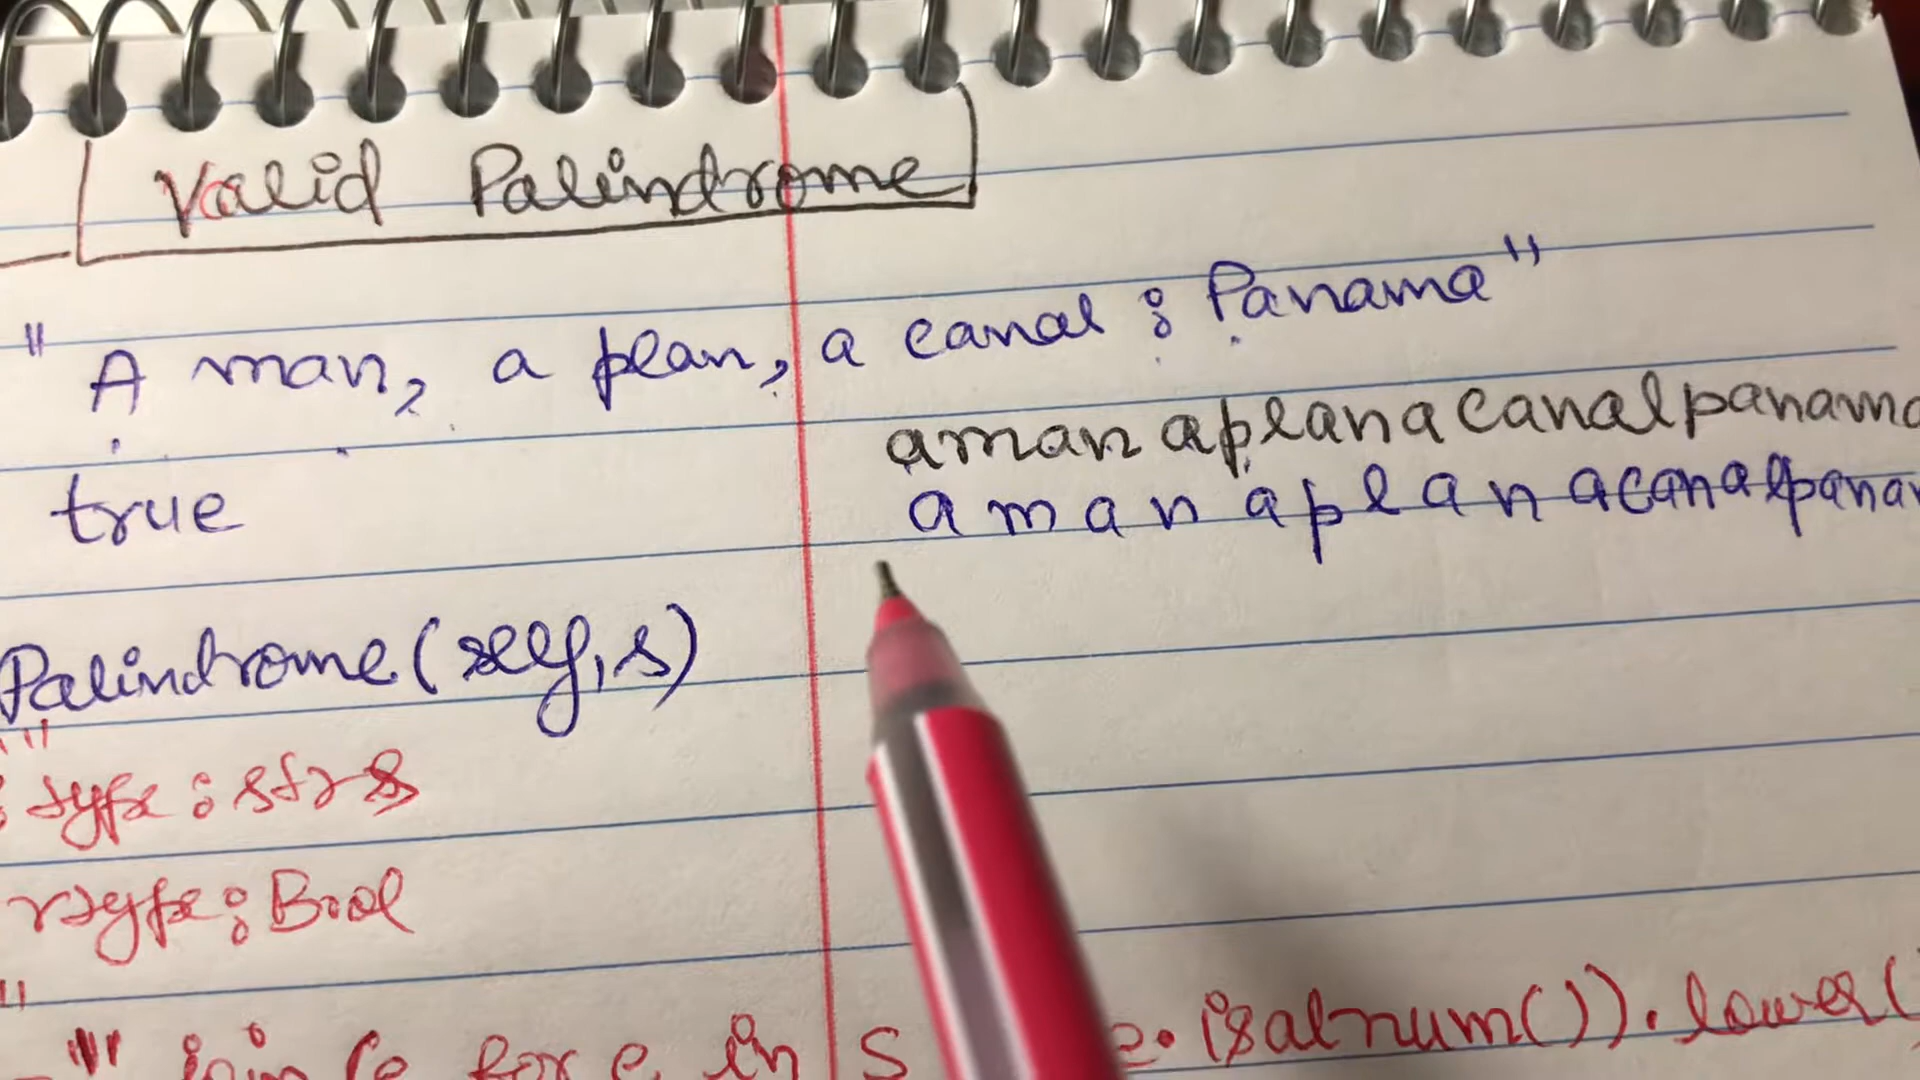 Valid Palindrome
"A man, a plan, a canal : Panama"
amanaplanacanalpanama
true
amanaplanacanalpanam
Palindrome(self,s)
"" 
: type : str s
rtype : Bool
"
"" join (e for e in s e.isalnum()).lower(